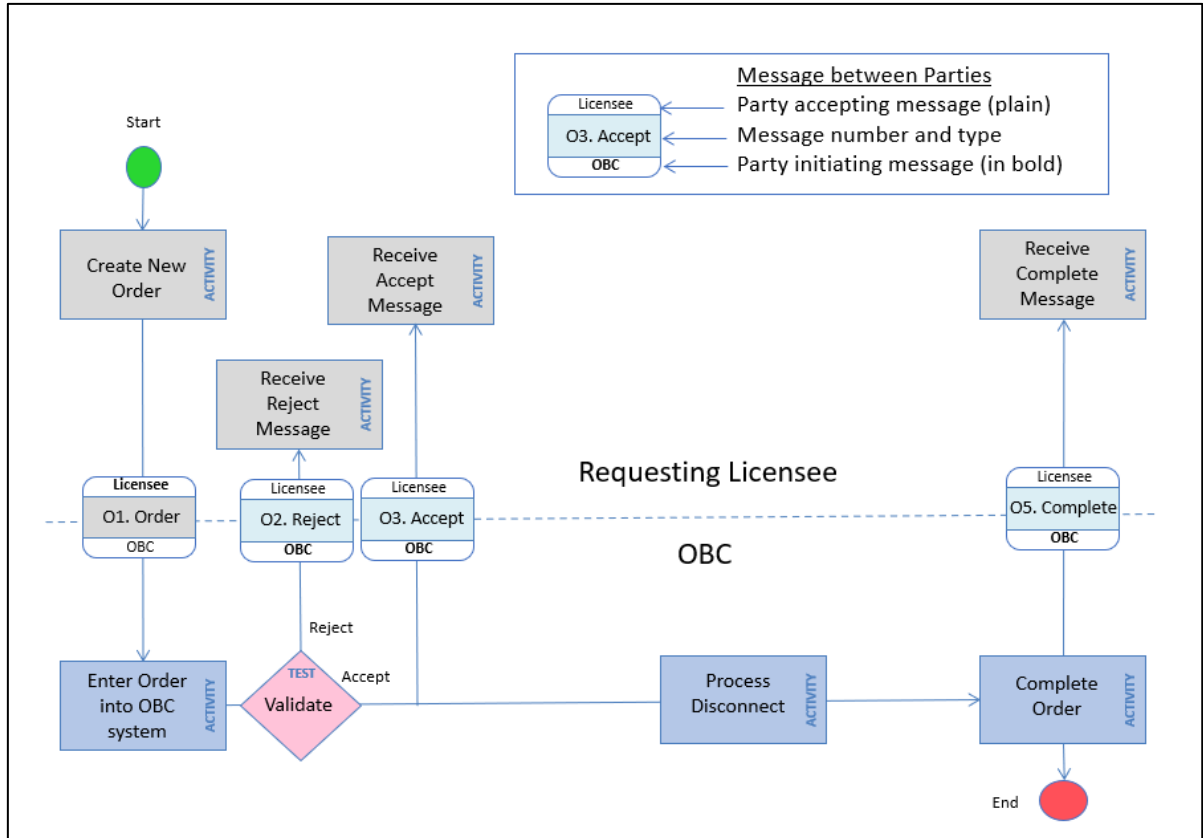 Message between Parties
Licensee
O3. Accept
OBC
Party accepting message (plain)
Message number and type
Party initiating message (in bold)
Start
Create New
Order
ACTIVITY
Receive
Accept
Message
ACTIVITY
Receive
Complete
Message
ACTIVITY
Receive
Reject
Message
ACTIVITY
Requesting Licensee
Licensee
O1. Order
OBC
Licensee
O2. Reject
OBC
Licensee
O3. Accept
OBC
Licensee
O5. Complete
OBC
OBC
Reject
Accept
Enter Order
into OBC
system
ACTIVITY
TEST
Validate
Process
Disconnect
ACTIVITY
Complete
Order
ACTIVITY
End